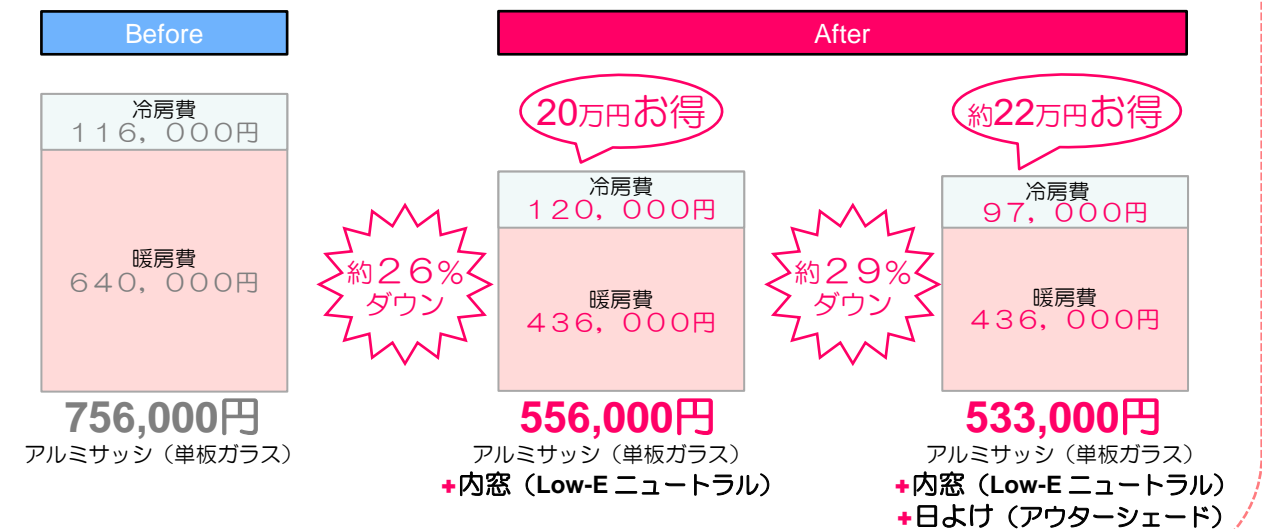 Before
After
冷房費
116，000円
暖房費
640，000円
756,000円
アルミサッシ（単板ガラス）
約26%
ダウン
20万円お得
冷房費
120，000円
暖房費
436，000円
556,000円
アルミサッシ（単板ガラス）
+内窓（Low-E ニュートラル）
約29%
ダウン
約22万円お得
冷房費
97，000円
暖房費
436，000円
533,000円
アルミサッシ（単板ガラス）
+内窓（Low-E ニュートラル）
+日よけ（アウターシェード）